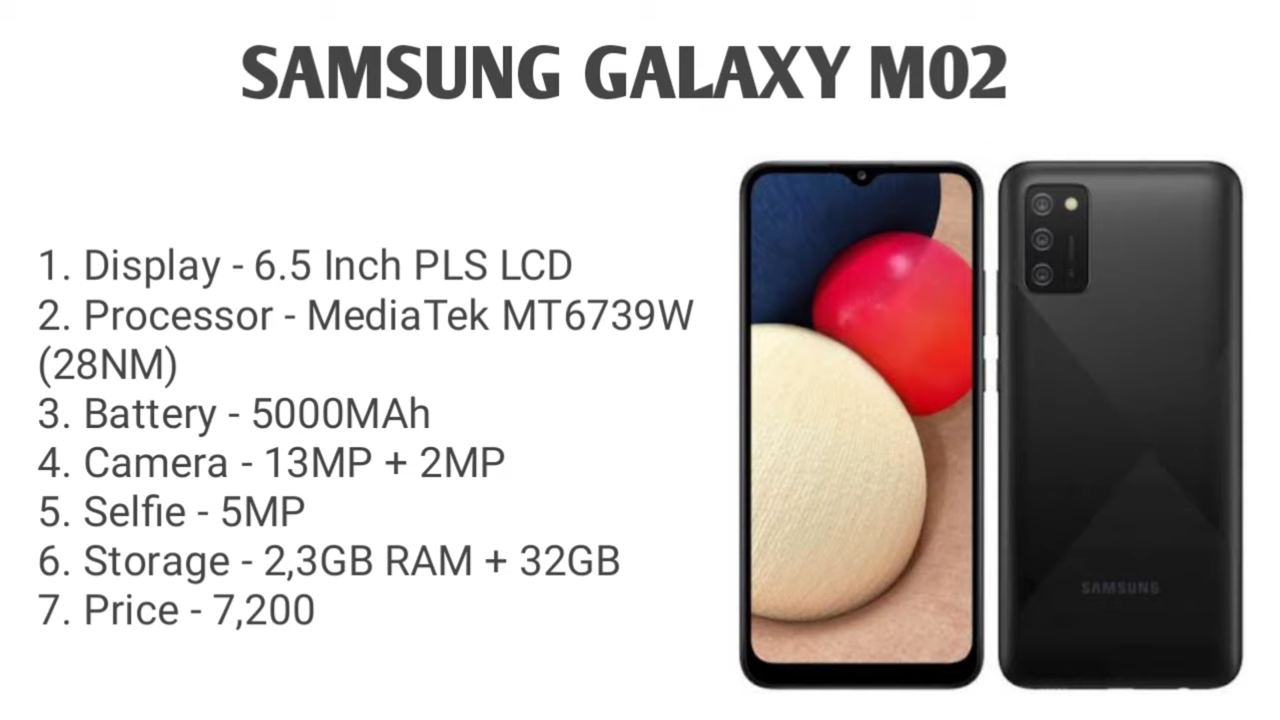 SAMSUNG GALAXY M02
1. Display - 6.5 Inch PLS LCD
2. Processor - MediaTek MT6739W
(28NM)
3. Battery - 5000MAh
4. Camera - 13MP + 2MP
5. Selfie - 5MP
6. Storage - 2,3GB RAM + 32GB
7. Price - 7,200
SAMSUNG